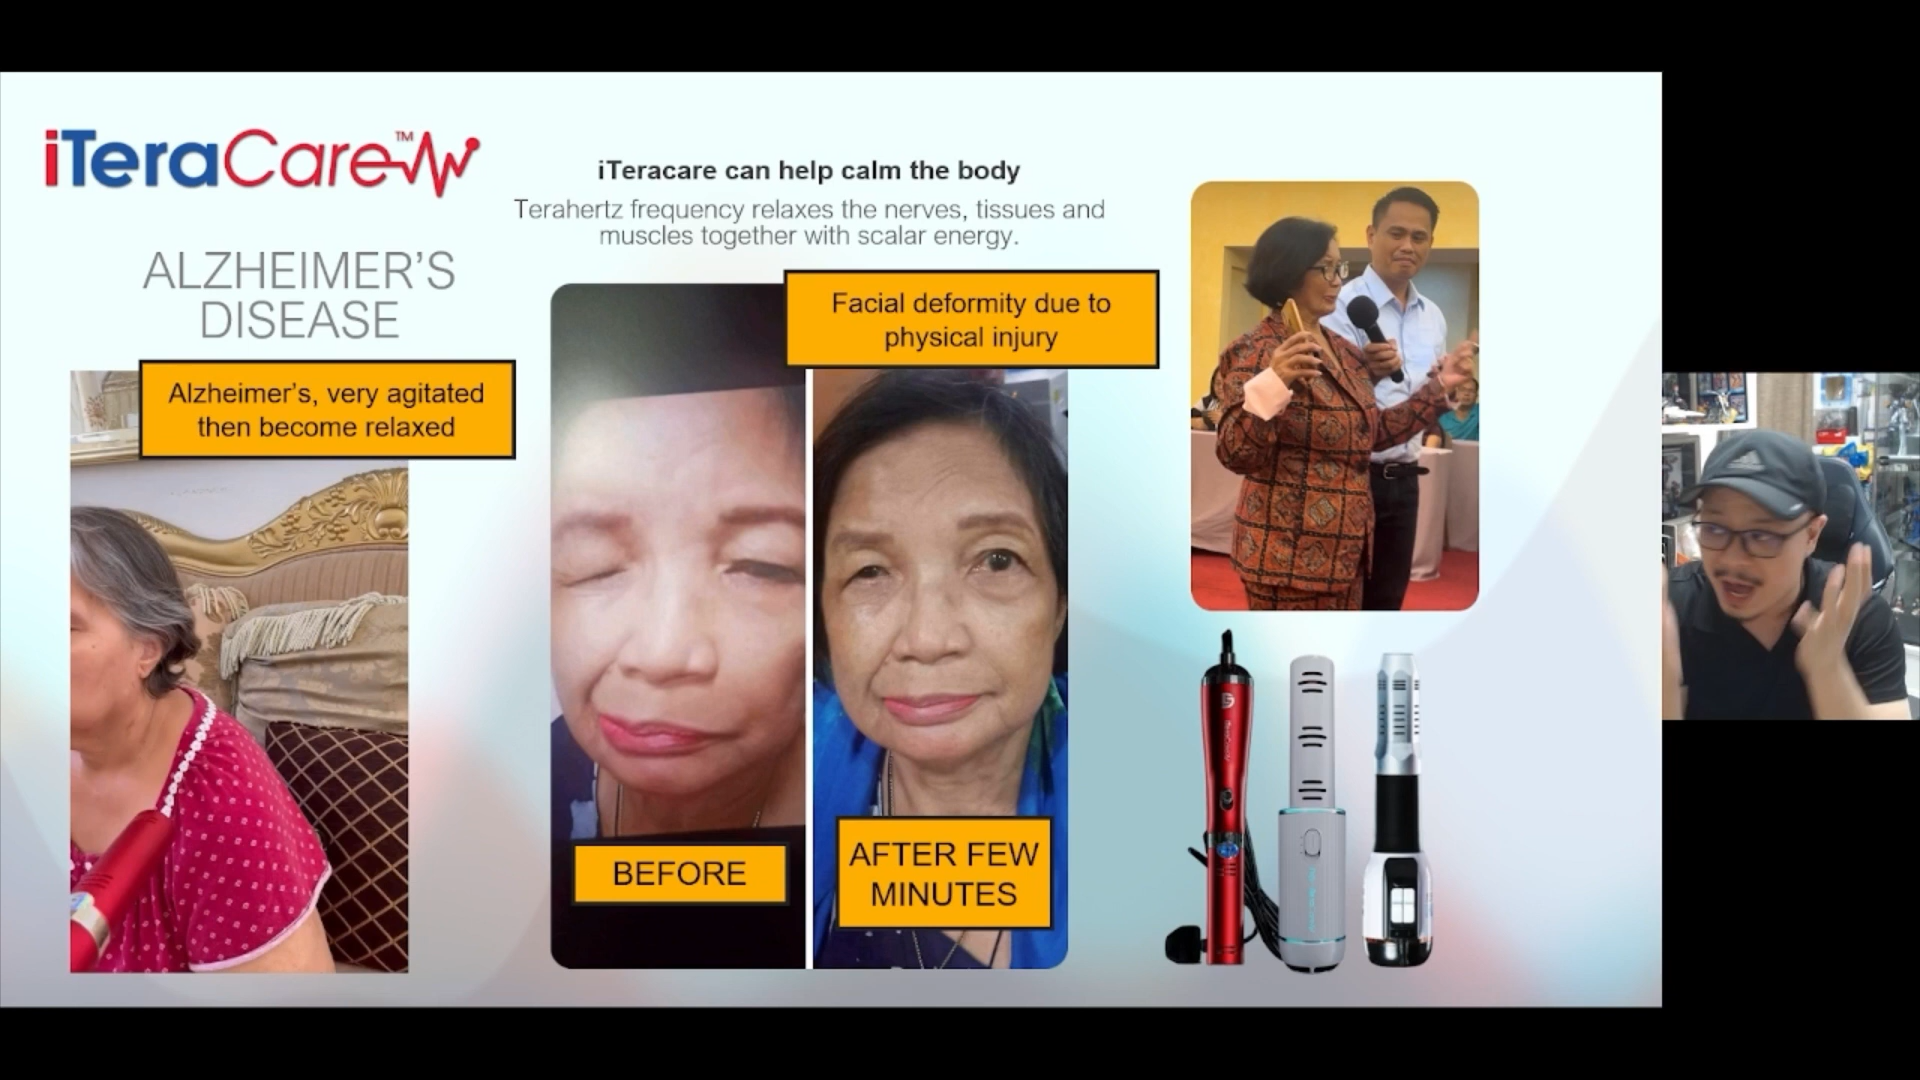 iTeraCare™
ALZHEIMER'S
DISEASE
Alzheimer's, very agitated
then become relaxed
iTeracare can help calm the body
Terahertz frequency relaxes the nerves, tissues and
muscles together with scalar energy.
Facial deformity due to
physical injury
BEFORE
AFTER FEW
MINUTES